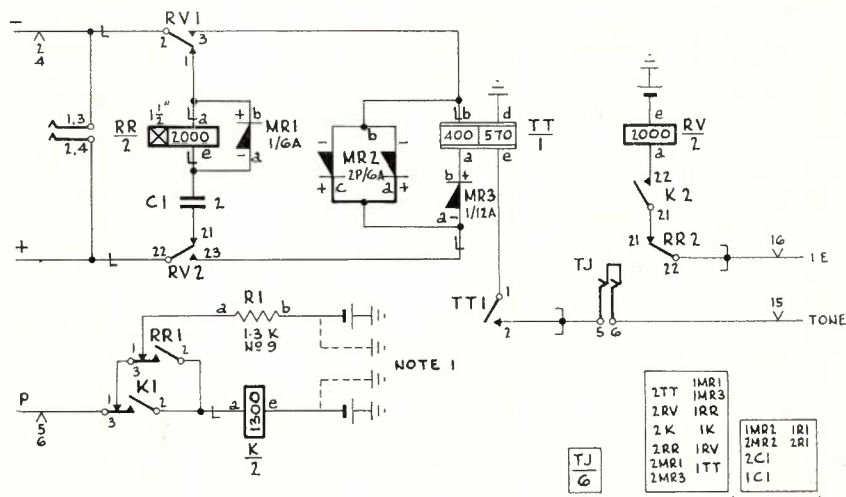 RV1
−
2
4
2
3
1
1,3
2,4
1½"
RR
2
a
2000
e
b
+
−
a
MR1
1/6A
C1
2
21
22
23
RV2
+
b
−
−
MR2
2P/6A
+
c
a
+
b
d
400
570
a
e
TT
1
b
+
MR3
1/12A
a−
e
2000
a
RV
2
22
K2
21
21
RR2
22
16
1E
TJ
TT1
1
2
5
6
15
TONE
R1
a
b
1·3 K
Nº 9
RR1
1
2
3
NOTE 1
K1
1
2
3
P
5
6
a
1300
e
K
2
TJ
6
2TT 1MR1
1MR3
2RV 1RR
2K 1K
2RR 1RV
2MR1 1TT
2MR3
1MR2 1R1
2MR2 2R1
2C1
1C1